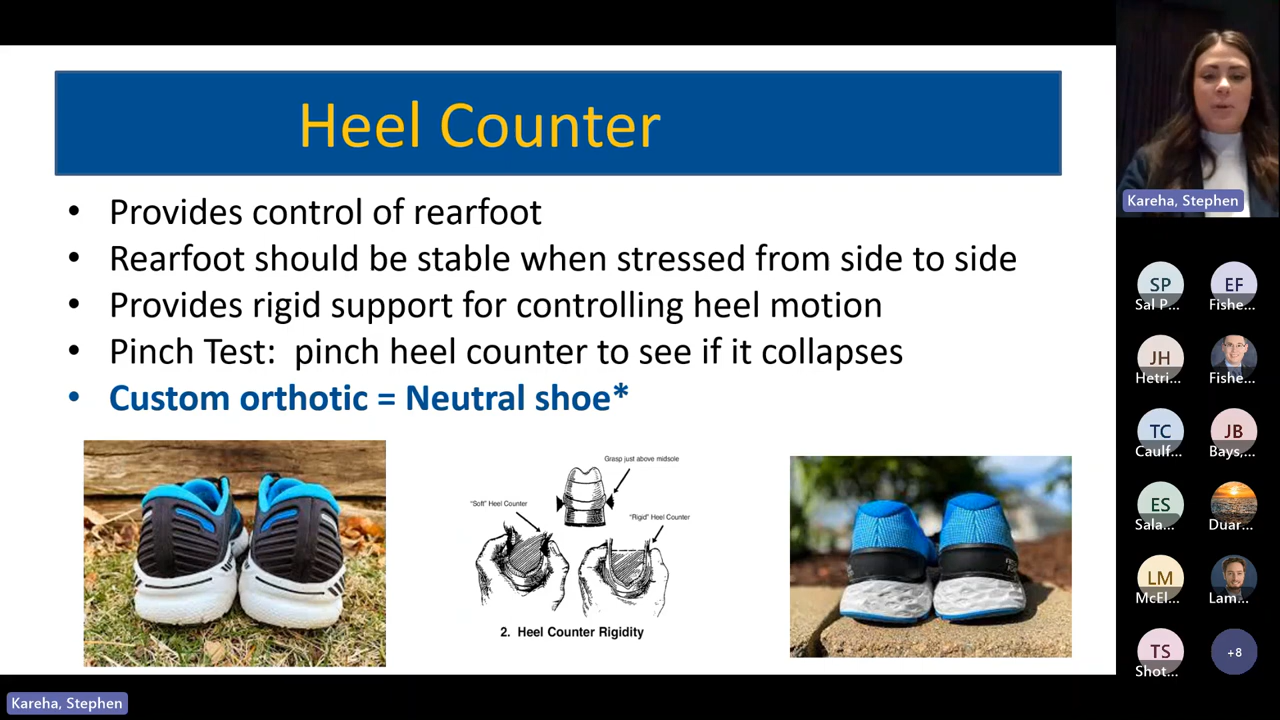 Heel Counter
• Provides control of rearfoot
• Rearfoot should be stable when stressed from side to side
• Provides rigid support for controlling heel motion
• Pinch Test: pinch heel counter to see if it collapses
• Custom orthotic = Neutral shoe*
Grasp just above midsole
"Soft" Heel Counter
"Rigid" Heel Counter
2. Heel Counter Rigidity
Kareha, Stephen
SP
Sal P...
EF
Fishe...
JH
Hetri...
Fishe...
TC
Caulf...
JB
Bays,...
ES
Sala...
Duar...
LM
McEl...
Lam...
TS
Shot...
+8
Kareha, Stephen